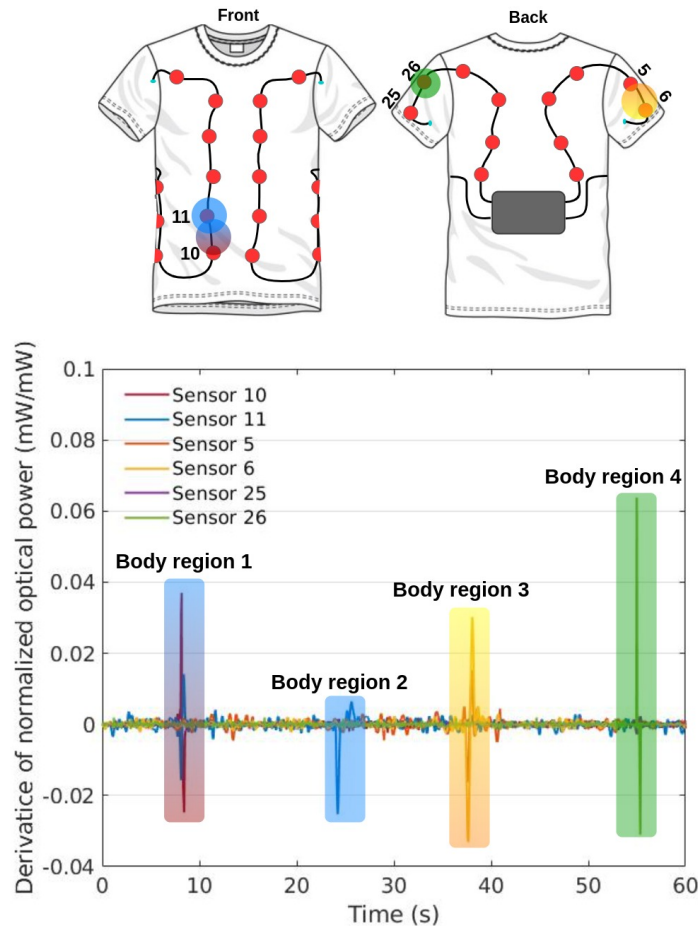 Front
Back
26
25
5
6
11
10
Derivatice of normalized optical power (mW/mW)
0.1
0.08
0.06
0.04
0.02
0
-0.02
-0.04
Sensor 10
Sensor 11
Sensor 5
Sensor 6
Sensor 25
Sensor 26
Body region 1
Body region 2
Body region 3
Body region 4
0 10 20 30 40 50 60
Time (s)